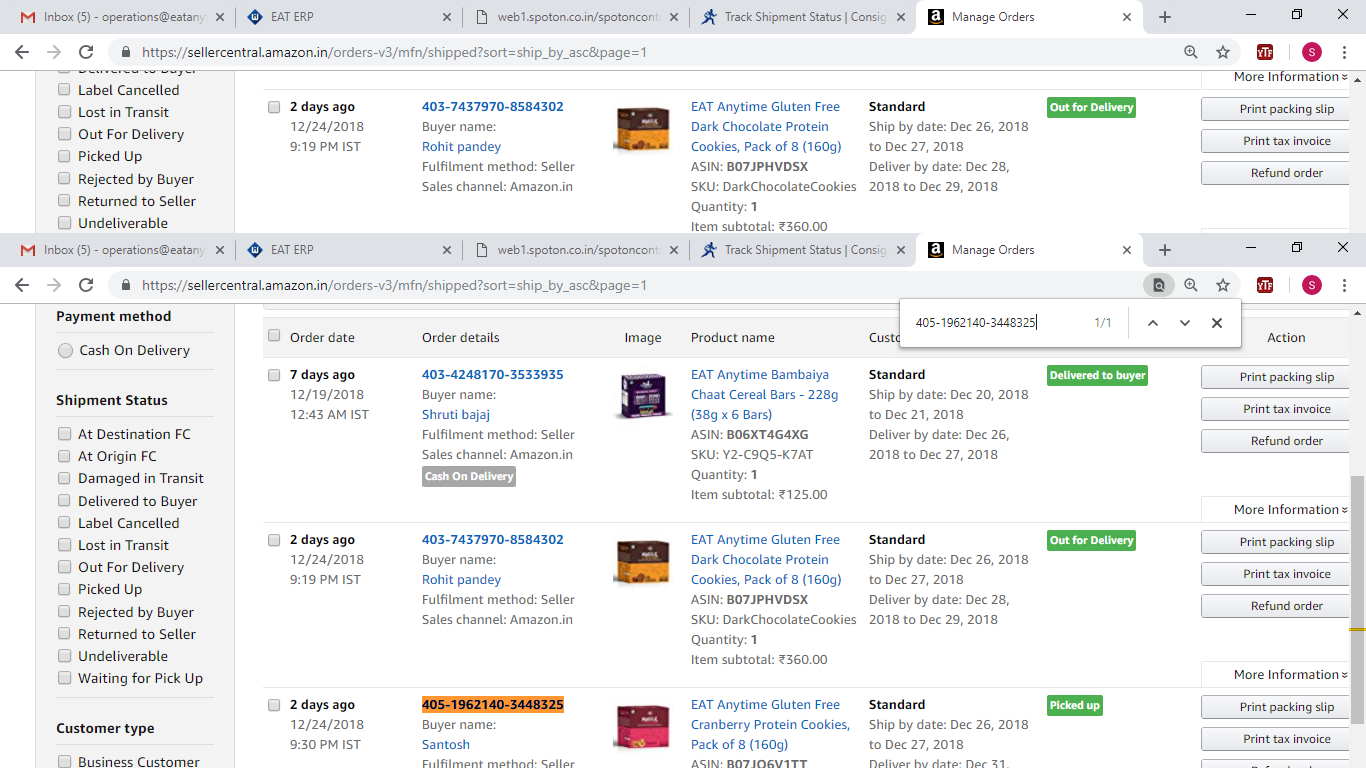 Inbox (5) - operations@eatany
EAT ERP
web1.spoton.co.in/spotoncont
Track Shipment Status | Consig
Manage Orders
https://sellercentral.amazon.in/orders-v3/mfn/shipped?sort=ship_by_asc&page=1
YTF
S
Delivered to Buyer
Label Cancelled
Lost in Transit
Out For Delivery
Picked Up
Rejected by Buyer
Returned to Seller
Undeliverable
More Information
2 days ago
12/24/2018
9:19 PM IST
403-7437970-8584302
Buyer name:
Rohit pandey
Fulfilment method: Seller
Sales channel: Amazon.in
EAT Anytime Gluten Free
Dark Chocolate Protein
Cookies, Pack of 8 (160g)
ASIN: B07JPHVDSX
SKU: DarkChocolateCookies
Quantity: 1
Item subtotal: ₹360.00
Standard
Ship by date: Dec 26, 2018
to Dec 27, 2018
Deliver by date: Dec 28,
2018 to Dec 29, 2018
Out for Delivery
Print packing slip
Print tax invoice
Refund order
Inbox (5) - operations@eatany
EAT ERP
web1.spoton.co.in/spotoncont
Track Shipment Status | Consig
Manage Orders
https://sellercentral.amazon.in/orders-v3/mfn/shipped?sort=ship_by_asc&page=1
YTF
S
405-1962140-3448325
1/1
Payment method
Cash On Delivery
Shipment Status
At Destination FC
At Origin FC
Damaged in Transit
Delivered to Buyer
Label Cancelled
Lost in Transit
Out For Delivery
Picked Up
Rejected by Buyer
Returned to Seller
Undeliverable
Waiting for Pick Up
Customer type
Business Customer
Order date
Order details
Image
Product name
Action
7 days ago
12/19/2018
12:43 AM IST
403-4248170-3533935
Buyer name:
Shruti bajaj
Fulfilment method: Seller
Sales channel: Amazon.in
Cash On Delivery
EAT Anytime Bambaiya
Chaat Cereal Bars - 228g
(38g x 6 Bars)
ASIN: B06XT4G4XG
SKU: Y2-C9Q5-K7AT
Quantity: 1
Item subtotal: ₹125.00
Standard
Ship by date: Dec 20, 2018
to Dec 21, 2018
Deliver by date: Dec 26,
2018 to Dec 27, 2018
Delivered to buyer
Print packing slip
Print tax invoice
Refund order
More Information
2 days ago
12/24/2018
9:19 PM IST
403-7437970-8584302
Buyer name:
Rohit pandey
Fulfilment method: Seller
Sales channel: Amazon.in
EAT Anytime Gluten Free
Dark Chocolate Protein
Cookies, Pack of 8 (160g)
ASIN: B07JPHVDSX
SKU: DarkChocolateCookies
Quantity: 1
Item subtotal: ₹360.00
Standard
Ship by date: Dec 26, 2018
to Dec 27, 2018
Deliver by date: Dec 28,
2018 to Dec 29, 2018
Out for Delivery
Print packing slip
Print tax invoice
Refund order
More Information
2 days ago
12/24/2018
9:30 PM IST
405-1962140-3448325
Buyer name:
Santosh
Fulfilment method: Seller
EAT Anytime Gluten Free
Cranberry Protein Cookies,
Pack of 8 (160g)
ASIN: B07JQ6V1TT
Standard
Ship by date: Dec 26, 2018
to Dec 27, 2018
Deliver by date: Dec 31,
Picked up
Print packing slip
Print tax invoice